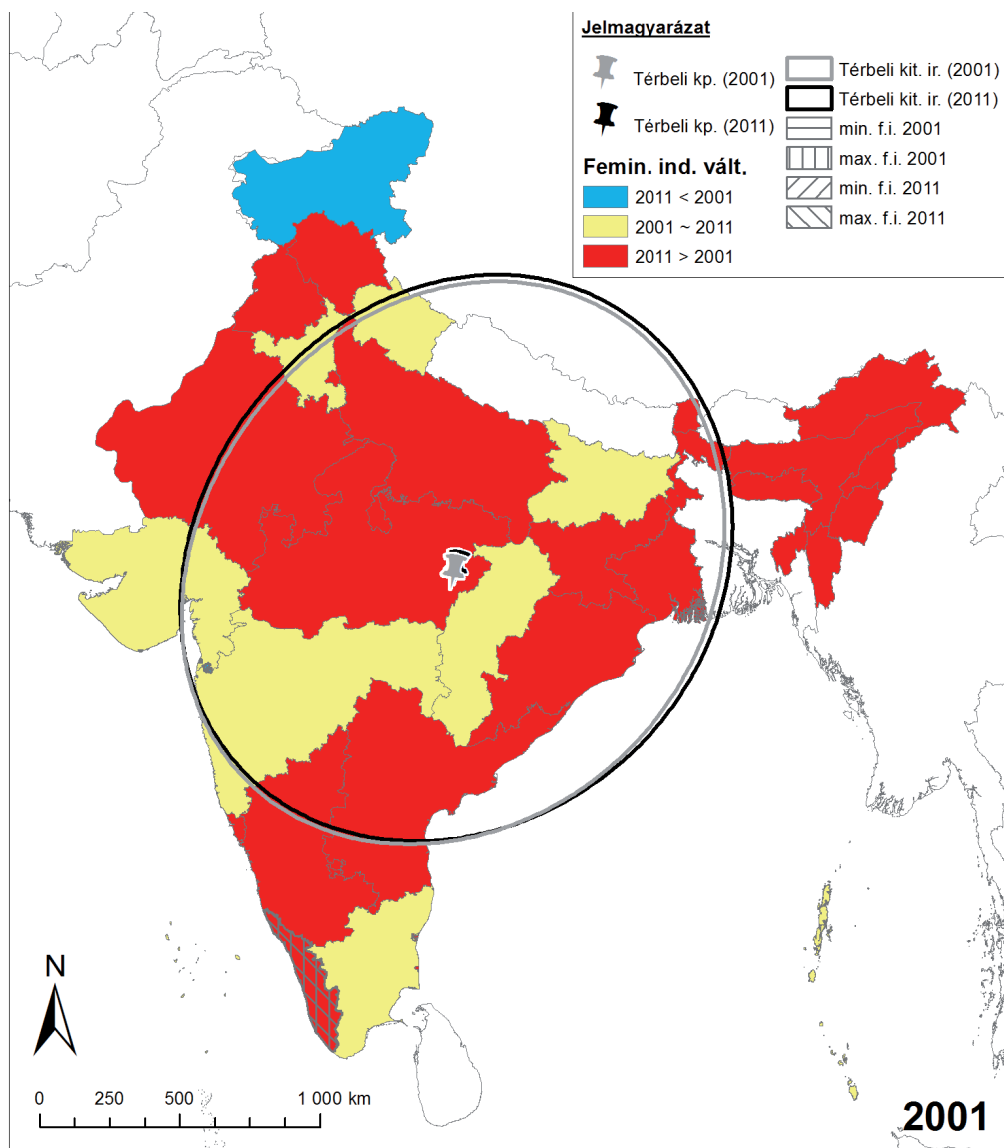 Jelmagyarázat
Térbeli kp. (2001)
Térbeli kp. (2011)
Femin. ind. vált.
2011 < 2001
2001 ~ 2011
2011 > 2001
Térbeli kit. ir. (2001)
Térbeli kit. ir. (2011)
min. f.i. 2001
max. f.i. 2001
min. f.i. 2011
max. f.i. 2011
N
0 250 500 1 000 km
2001